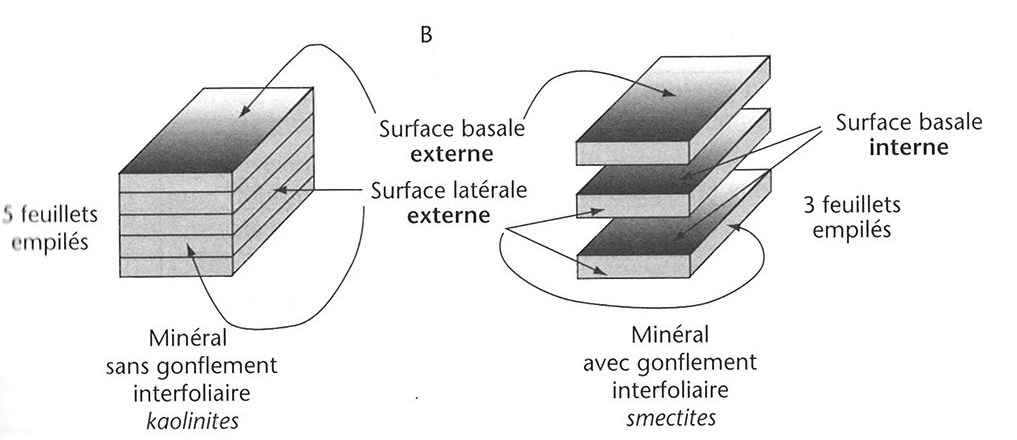 B
Surface basale
externe
Surface latérale
externe
Surface basale
interne
5 feuillets
empilés
3 feuillets
empilés
Minéral
sans gonflement
interfoliaire
kaolinites
Minéral
avec gonflement
interfoliaire
smectites